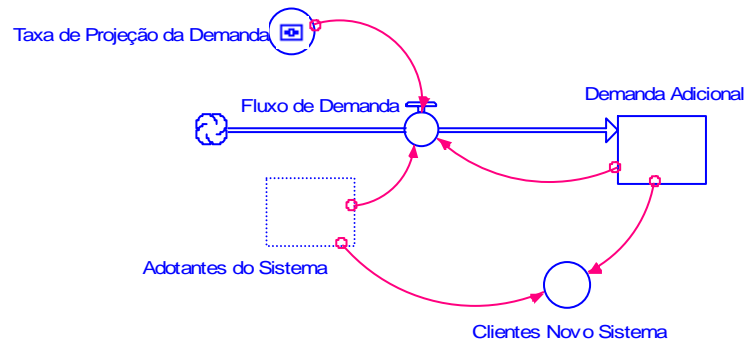 Taxa de Projeção da Demanda
Demanda Adicional
Fluxo de Demanda
Adotantes do Sistema
Clientes Novo Sistema